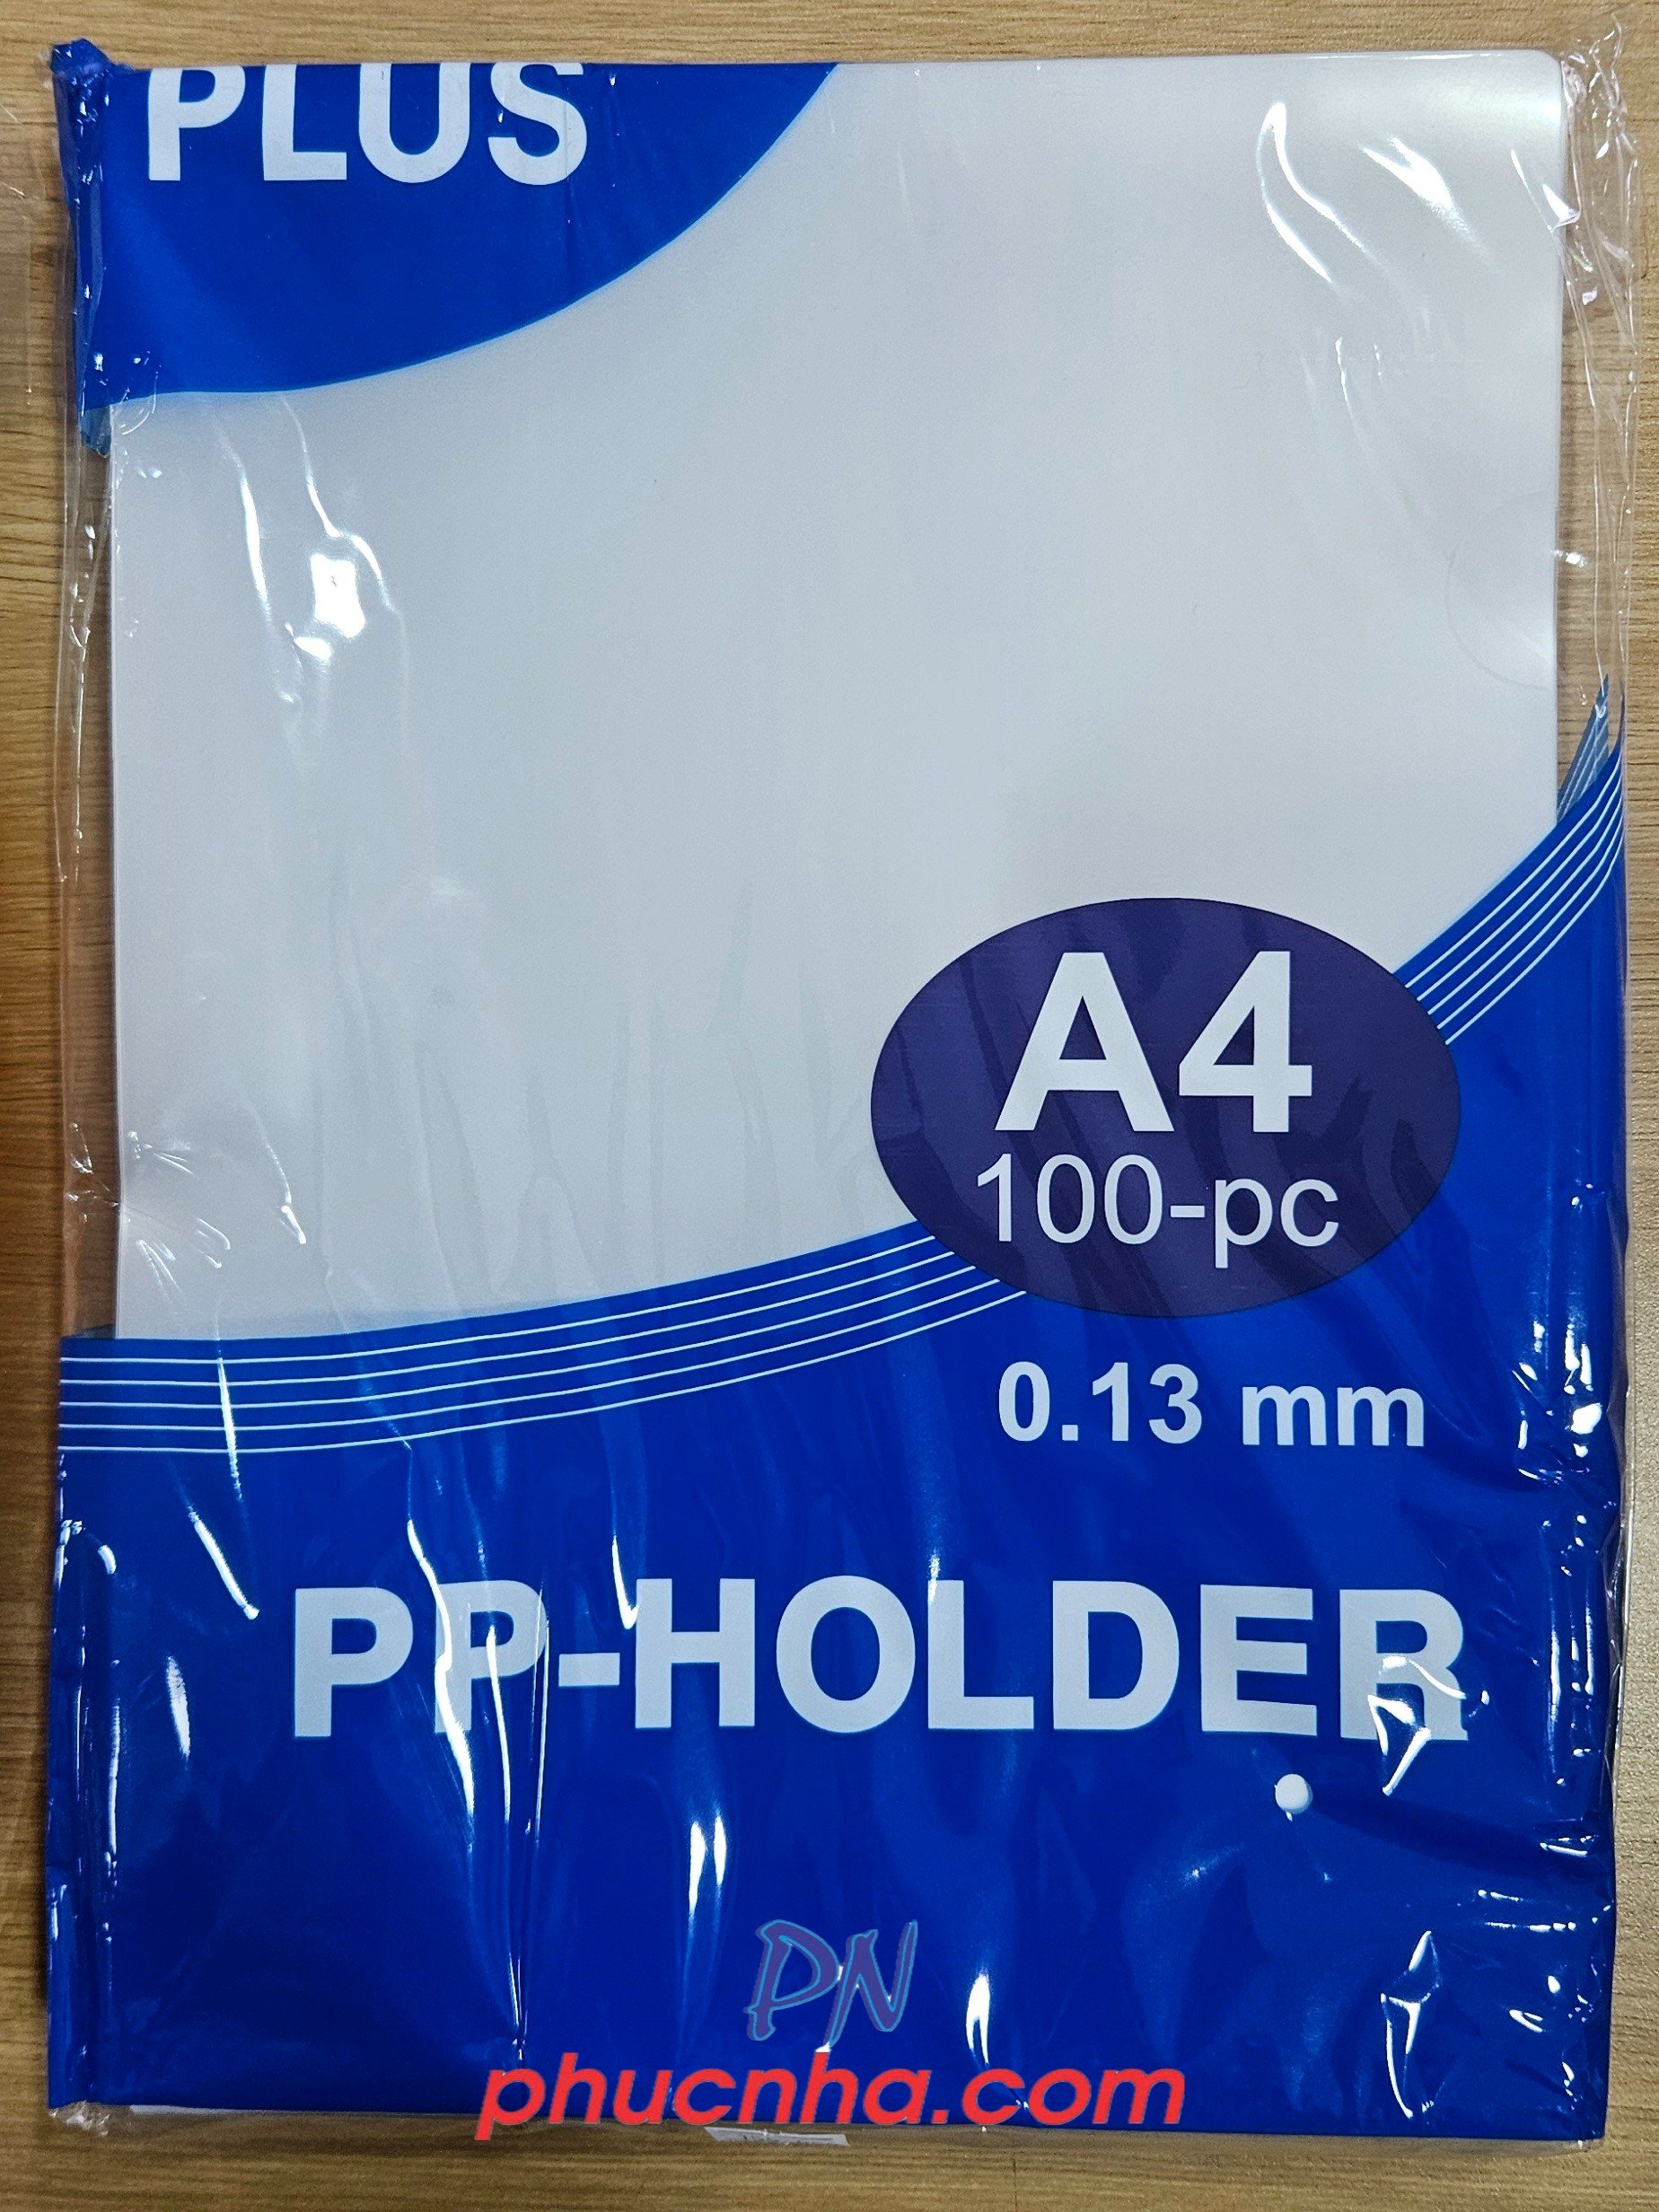 PLUS
A4
100-pc
0.13 mm
PP-HOLDER
PN
phucnha.com